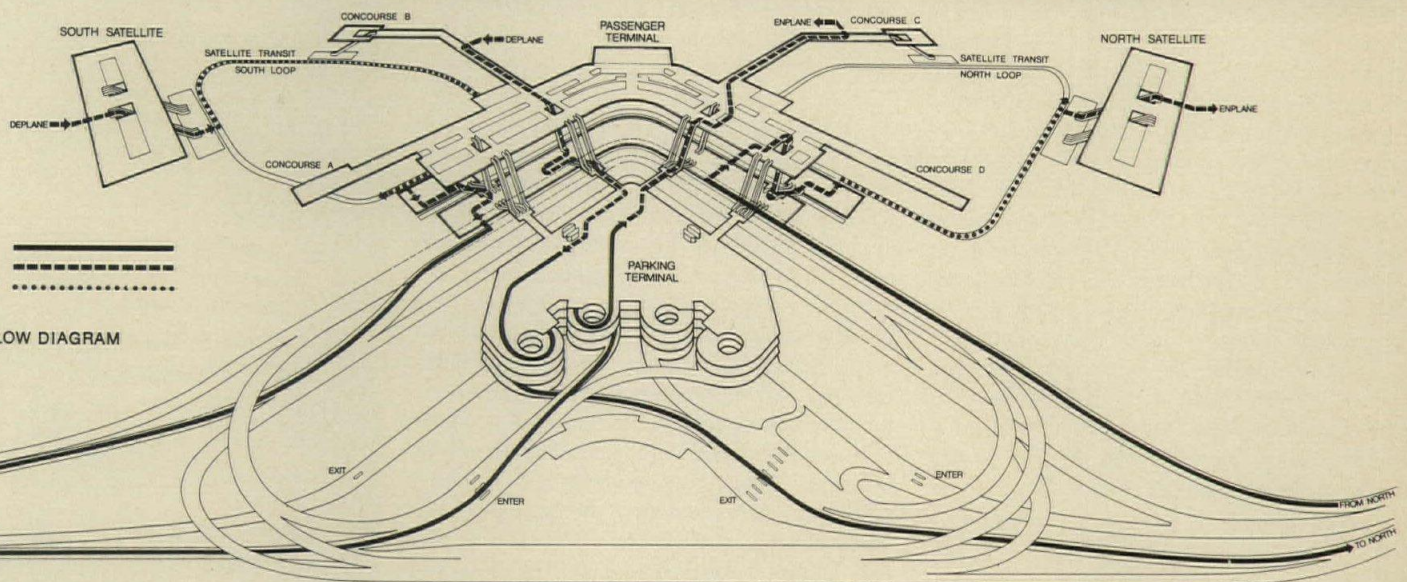 CONCOURSE B
ENPLANE
CONCOURSE C
SOUTH SATELLITE
PASSENGER
TERMINAL
NORTH SATELLITE
DEPLANE
SATELLITE TRANSIT
SOUTH LOOP
SATELLITE TRANSIT
NORTH LOOP
DEPLANE
ENPLANE
CONCOURSE A
CONCOURSE D
PARKING
TERMINAL
LOW DIAGRAM
EXIT
ENTER
EXIT
ENTER
FROM NORTH
TO NORTH